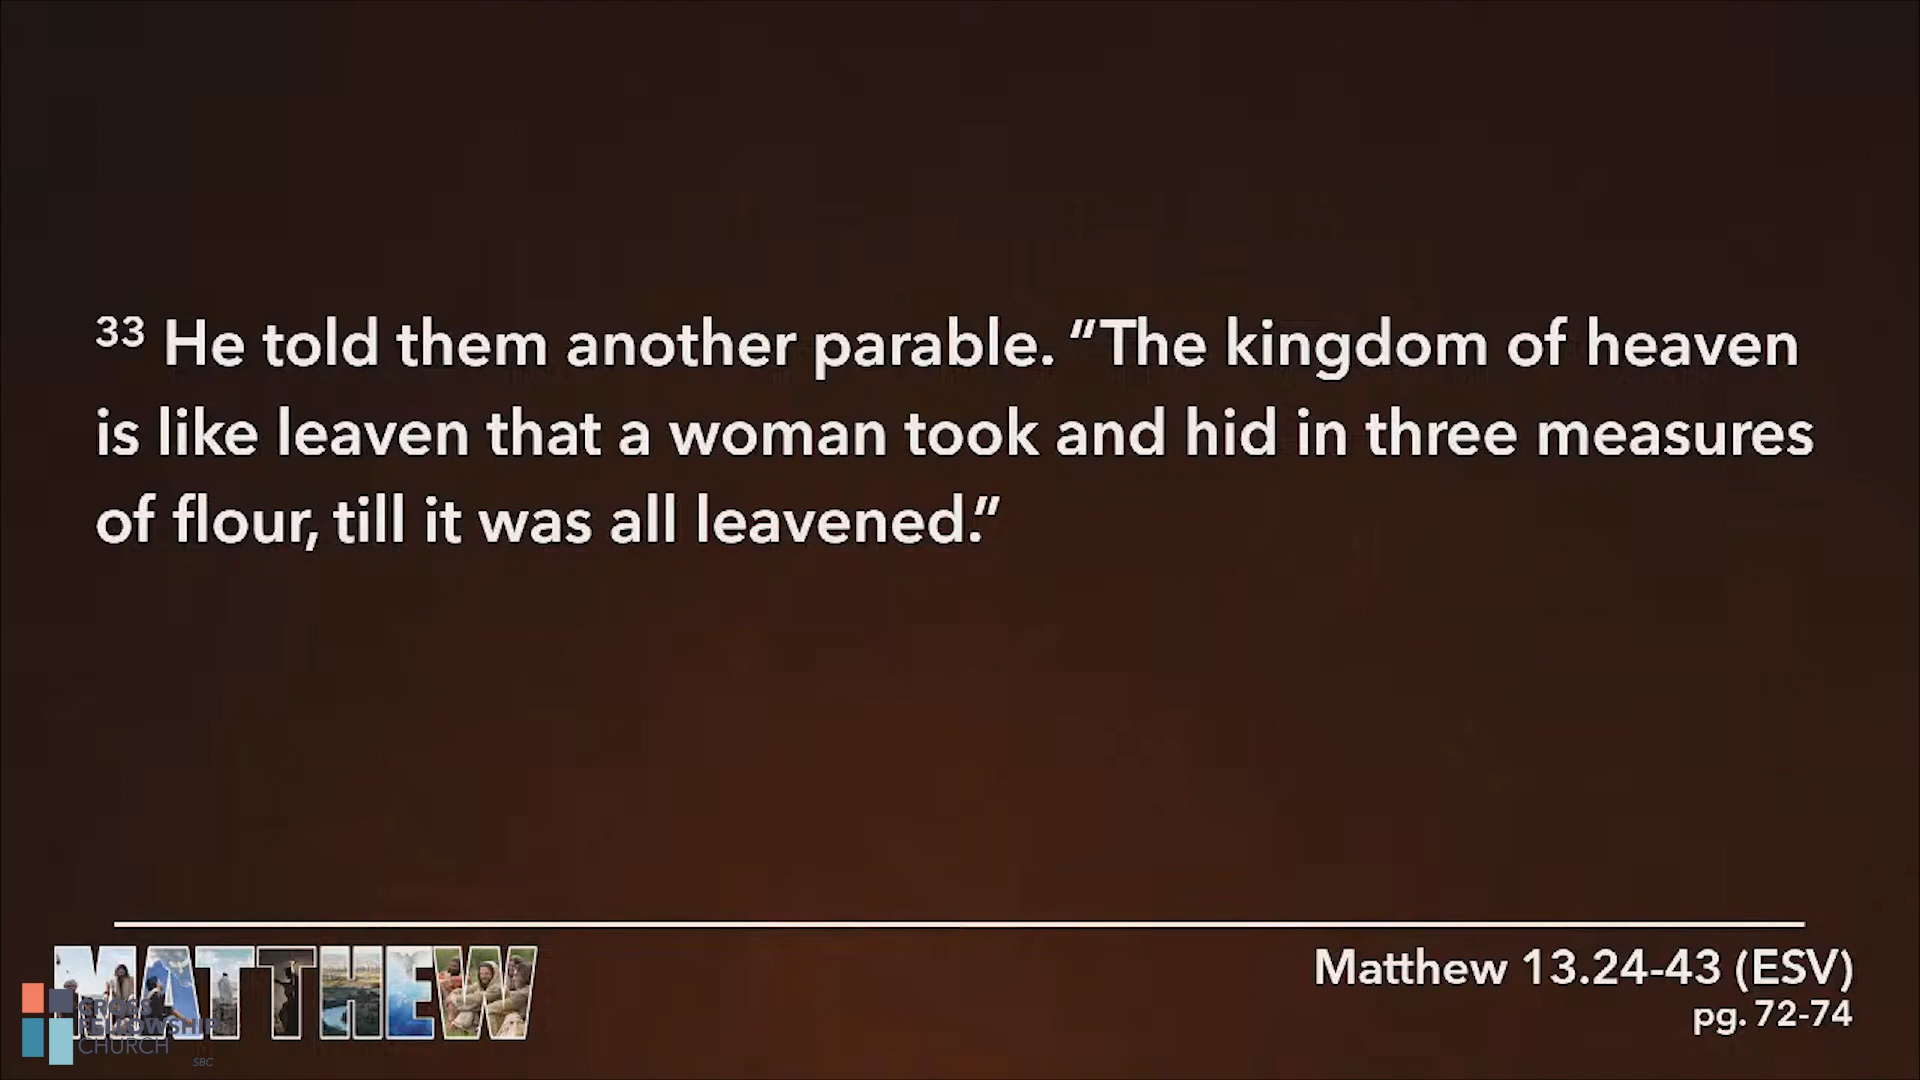 33 He told them another parable. “The kingdom of heaven
is like leaven that a woman took and hid in three measures
of flour, till it was all leavened.”
MATTHEW
Matthew 13.24-43 (ESV)
pg. 72-74
CROSS
FELLOWSHIP
CHURCH
SBC